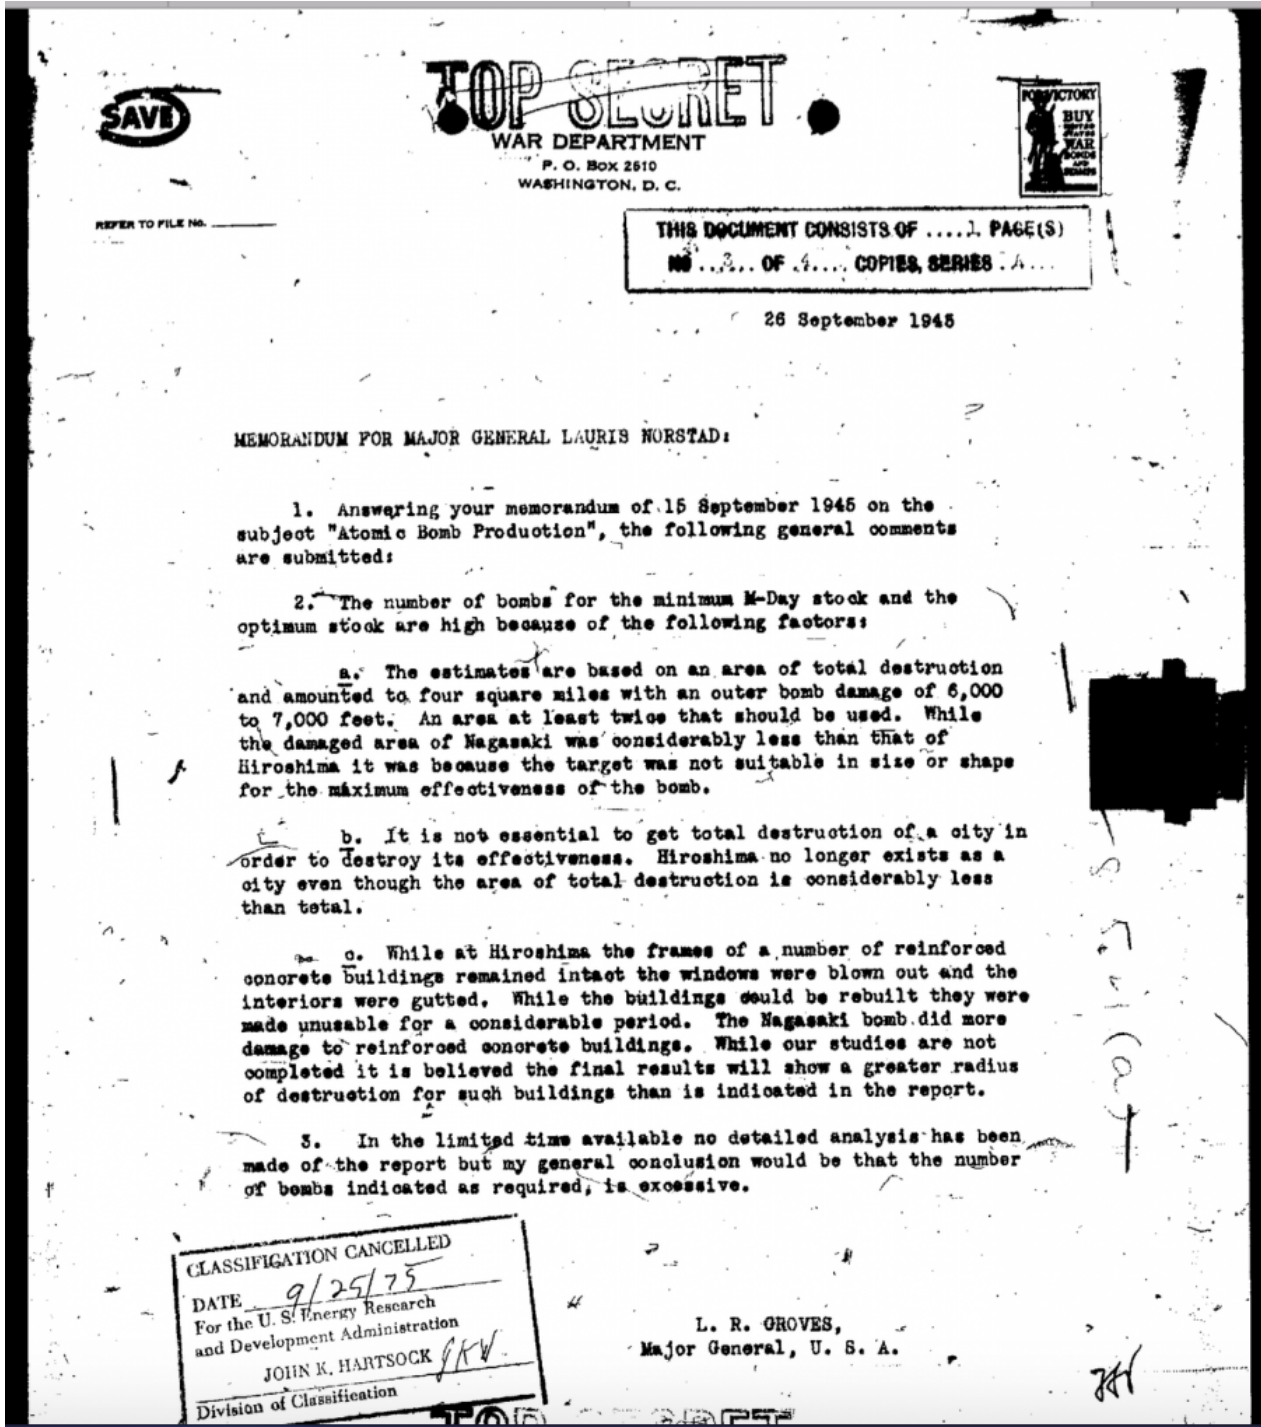 TOP SECRET
SAVE
WAR DEPARTMENT
P. O. Box 2610
WASHINGTON, D. C.
FOR VICTORY
BUY
UNITED
STATES
WAR
BONDS
AND
STAMPS
REFER TO FILE No.
THIS DOCUMENT CONSISTS OF .....1. PAGE(S)
NO ..3... OF .4.... COPIES, SERIES .A...
26 September 1945
MEMORANDUM FOR MAJOR GENERAL LAURIS NORSTAD:
1. Answering your memorandum of 15 September 1945 on the
subject "Atomic Bomb Production", the following general comments
are submitted:
2. The number of bombs for the minimum M-Day stock and the
optimum stock are high because of the following factors:
a. The estimates are based on an area of total destruction
and amounted to four square miles with an outer bomb damage of 6,000
to 7,000 feet. An area at least twice that should be used. While
the damaged area of Nagasaki was considerably less than that of
Hiroshima it was because the target was not suitable in size or shape
for the maximum effectiveness of the bomb.
b. It is not essential to get total destruction of a city in
order to destroy its effectiveness. Hiroshima no longer exists as a
city even though the area of total destruction is considerably less
than total.
c. While at Hiroshima the frames of a number of reinforced
concrete buildings remained intact the windows were blown out and the
interiors were gutted. While the buildings could be rebuilt they were
made unusable for a considerable period. The Nagasaki bomb did more
damage to reinforced concrete buildings. While our studies are not
completed it is believed the final results will show a greater radius
of destruction for such buildings than is indicated in the report.
3. In the limited time available no detailed analysis has been
made of the report but my general conclusion would be that the number
of bombs indicated as required, is excessive.
CLASSIFICATION CANCELLED
DATE 9/25/75
For the U. S. Energy Research
and Development Administration
JOHN K. HARTSOCK JKH
Division of Classification
L. R. GROVES,
Major General, U. S. A.
TOP SECRET